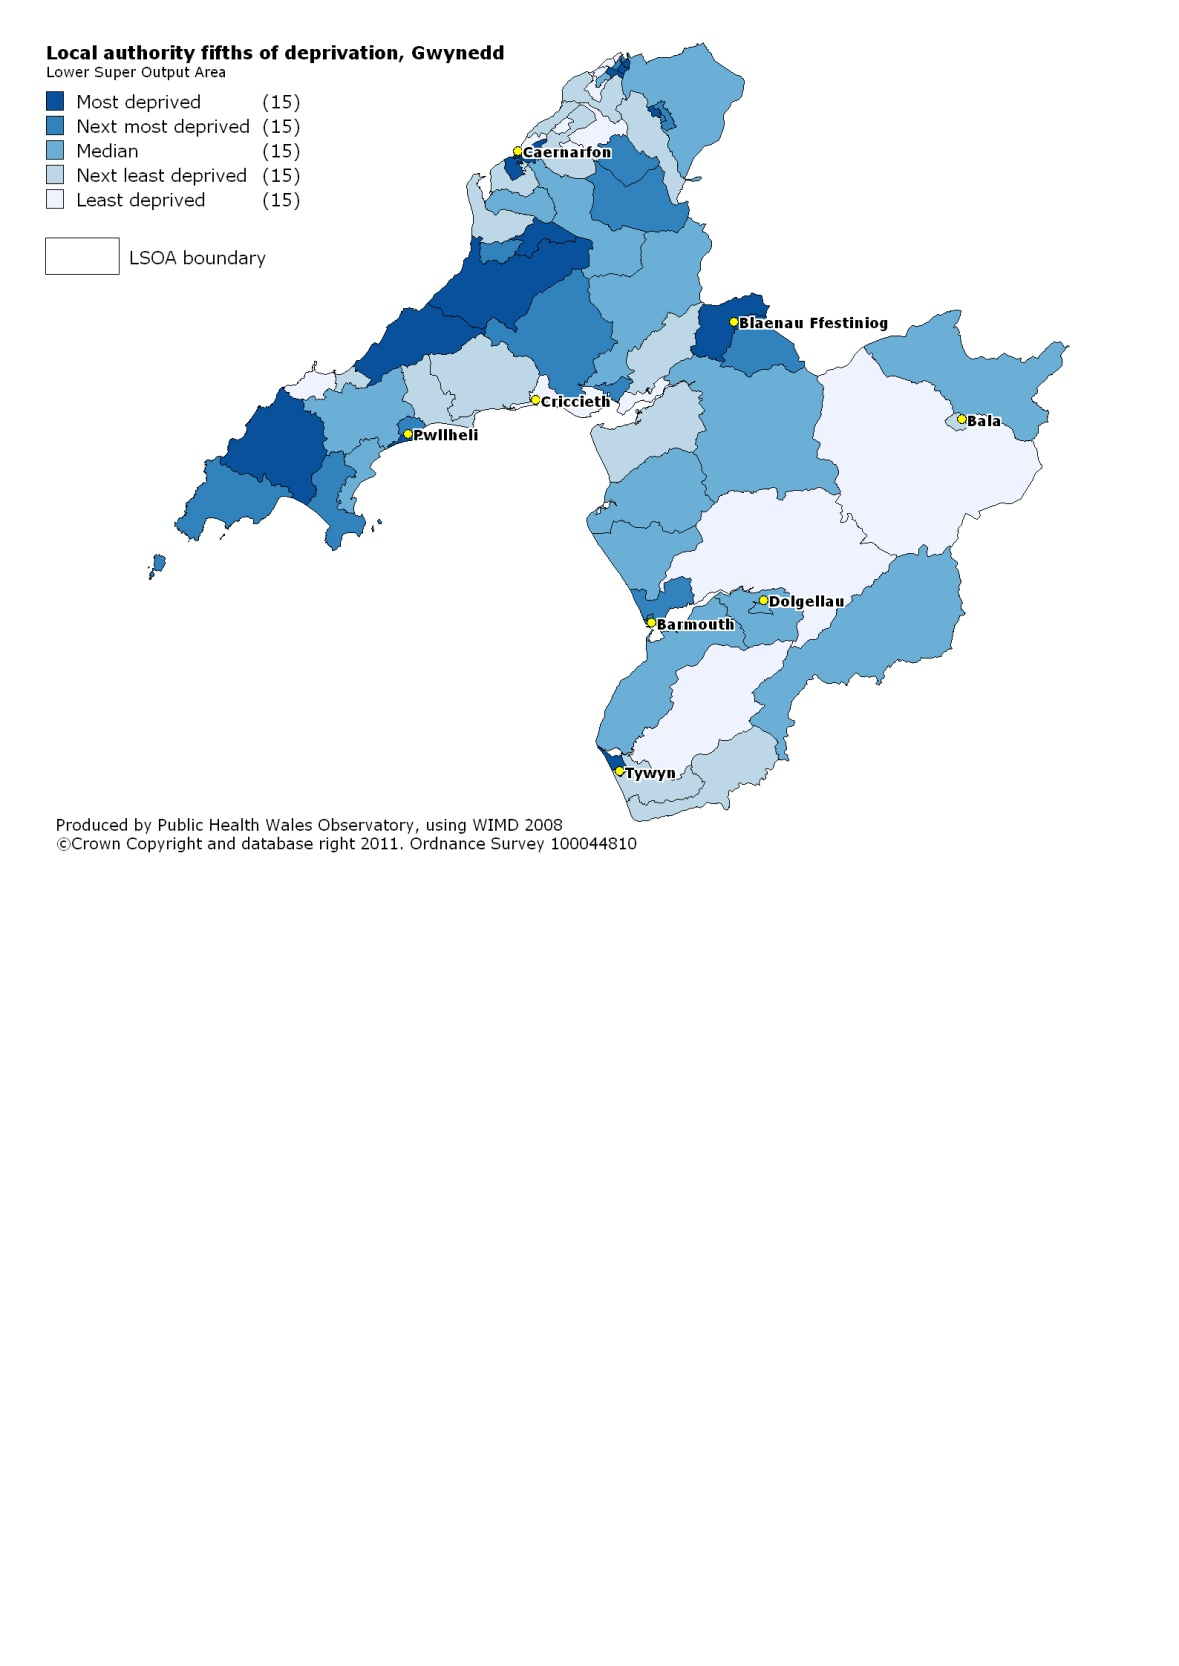 Local authority fifths of deprivation, Gwynedd
Lower Super Output Area
Most deprived (15)
Next most deprived (15)
Median (15)
Next least deprived (15)
Least deprived (15)
LSOA boundary
Caernarfon
Blaenau Ffestiniog
Criccieth
Bala
Pwllheli
Dolgellau
Barmouth
Tywyn
Produced by Public Health Wales Observatory, using WIMD 2008
©Crown Copyright and database right 2011. Ordnance Survey 100044810